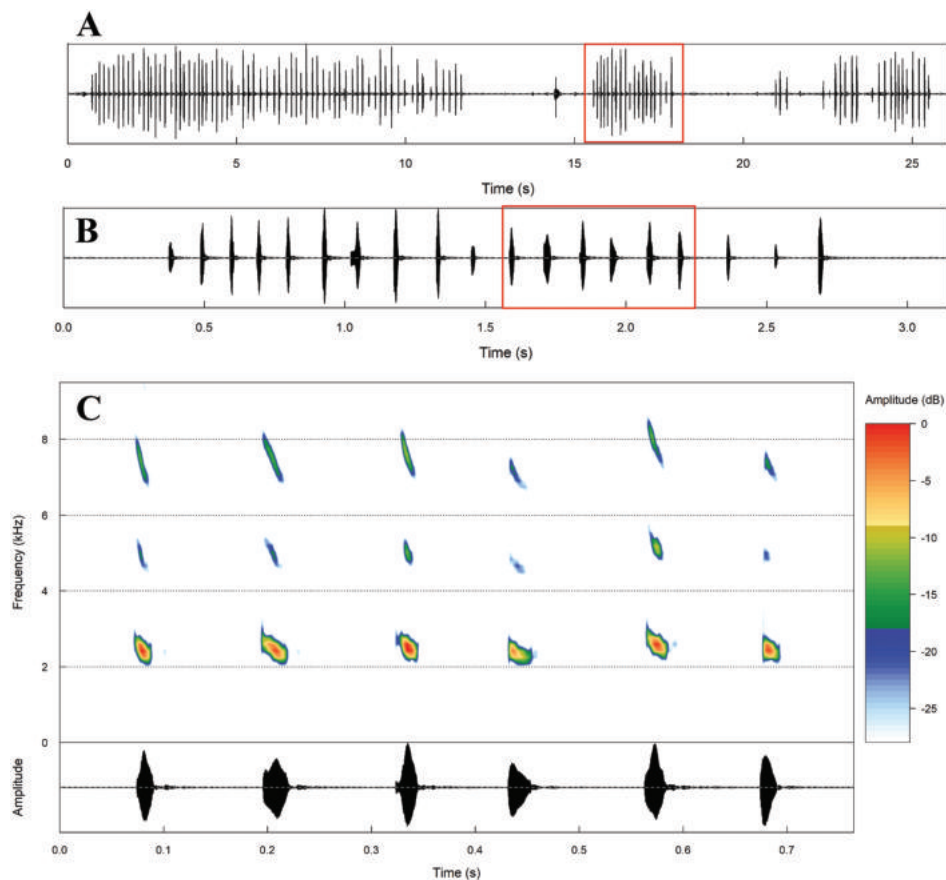 A
0 5 10 15 20 25
Time (s)
B
0.0 0.5 1.0 1.5 2.0 2.5 3.0
Time (s)
C
Amplitude (dB)
0
-5
-10
-15
-20
-25
Frequency (kHz)
8
6
4
2
0
Amplitude
0.0 0.1 0.2 0.3 0.4 0.5 0.6 0.7
Time (s)